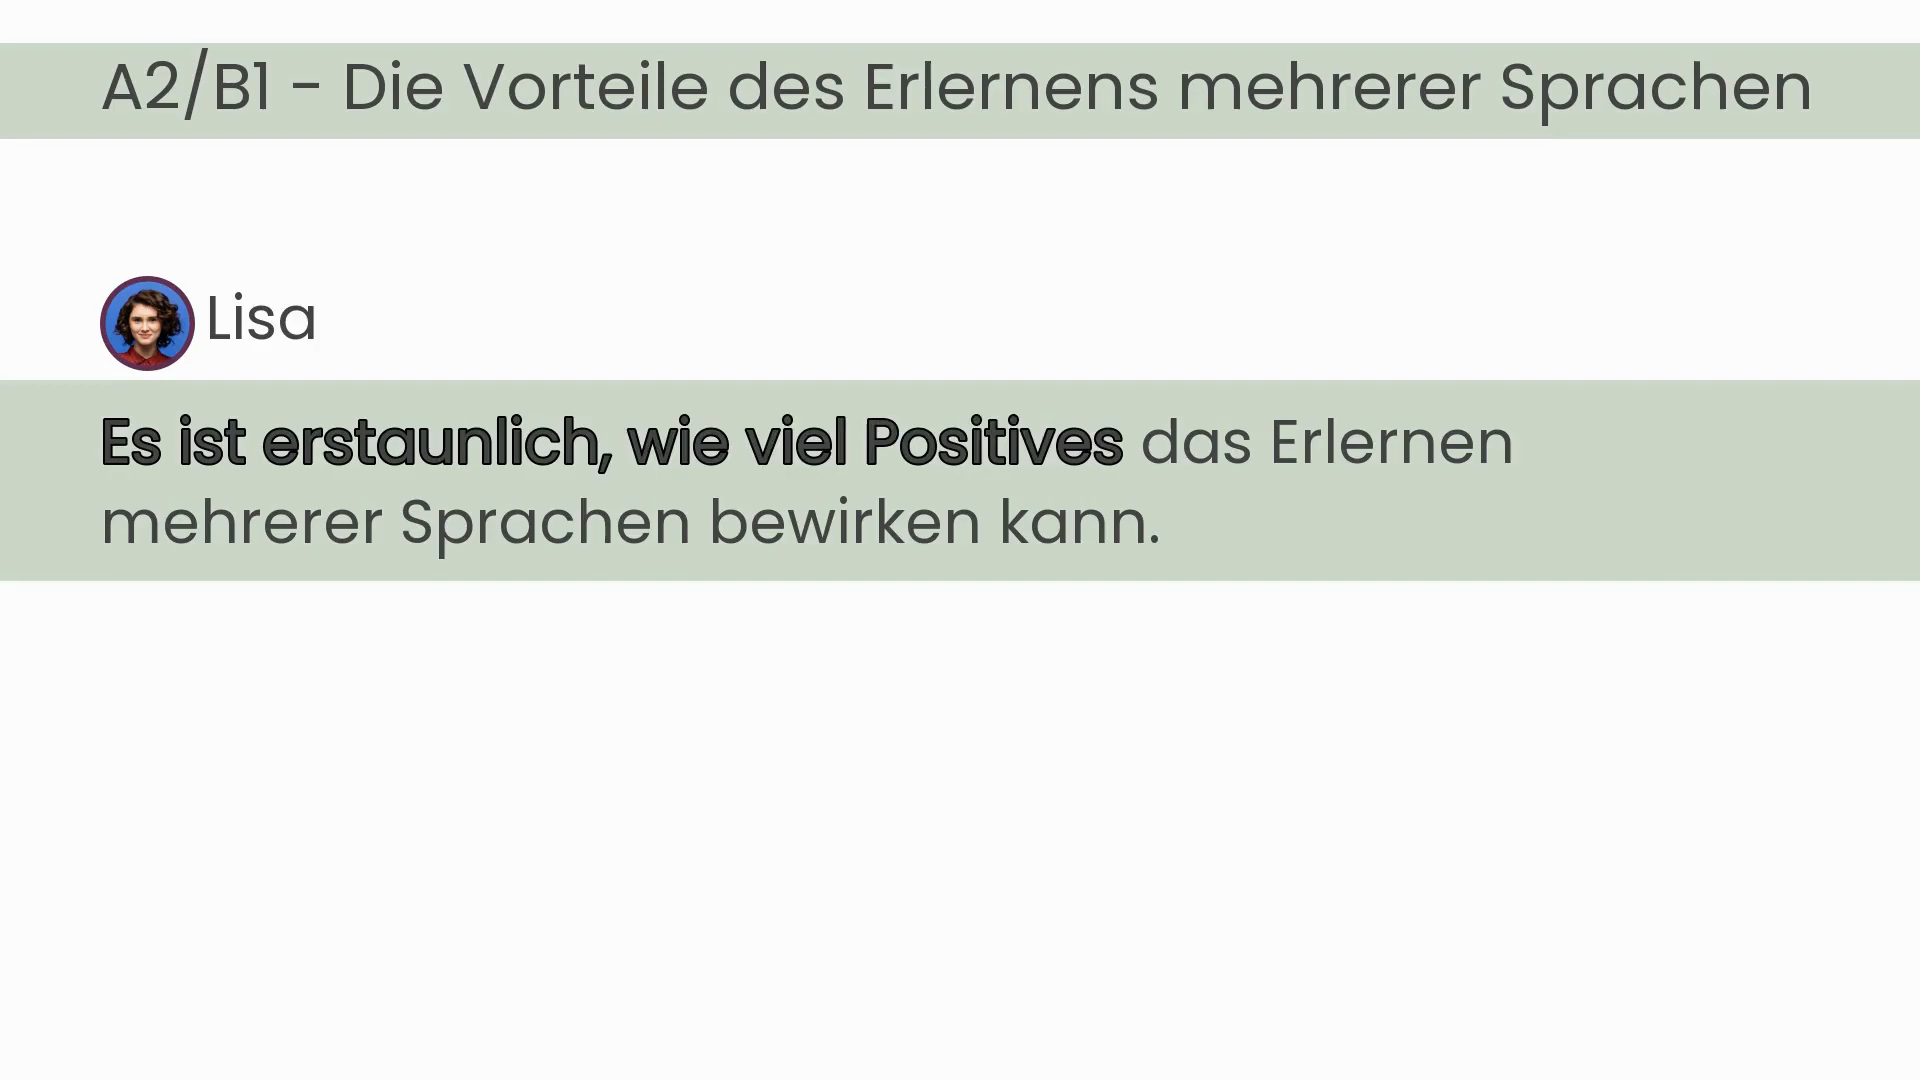 A2/B1 - Die Vorteile des Erlernens mehrerer Sprachen
Lisa
Es ist erstaunlich, wie viel Positives das Erlernen
mehrerer Sprachen bewirken kann.